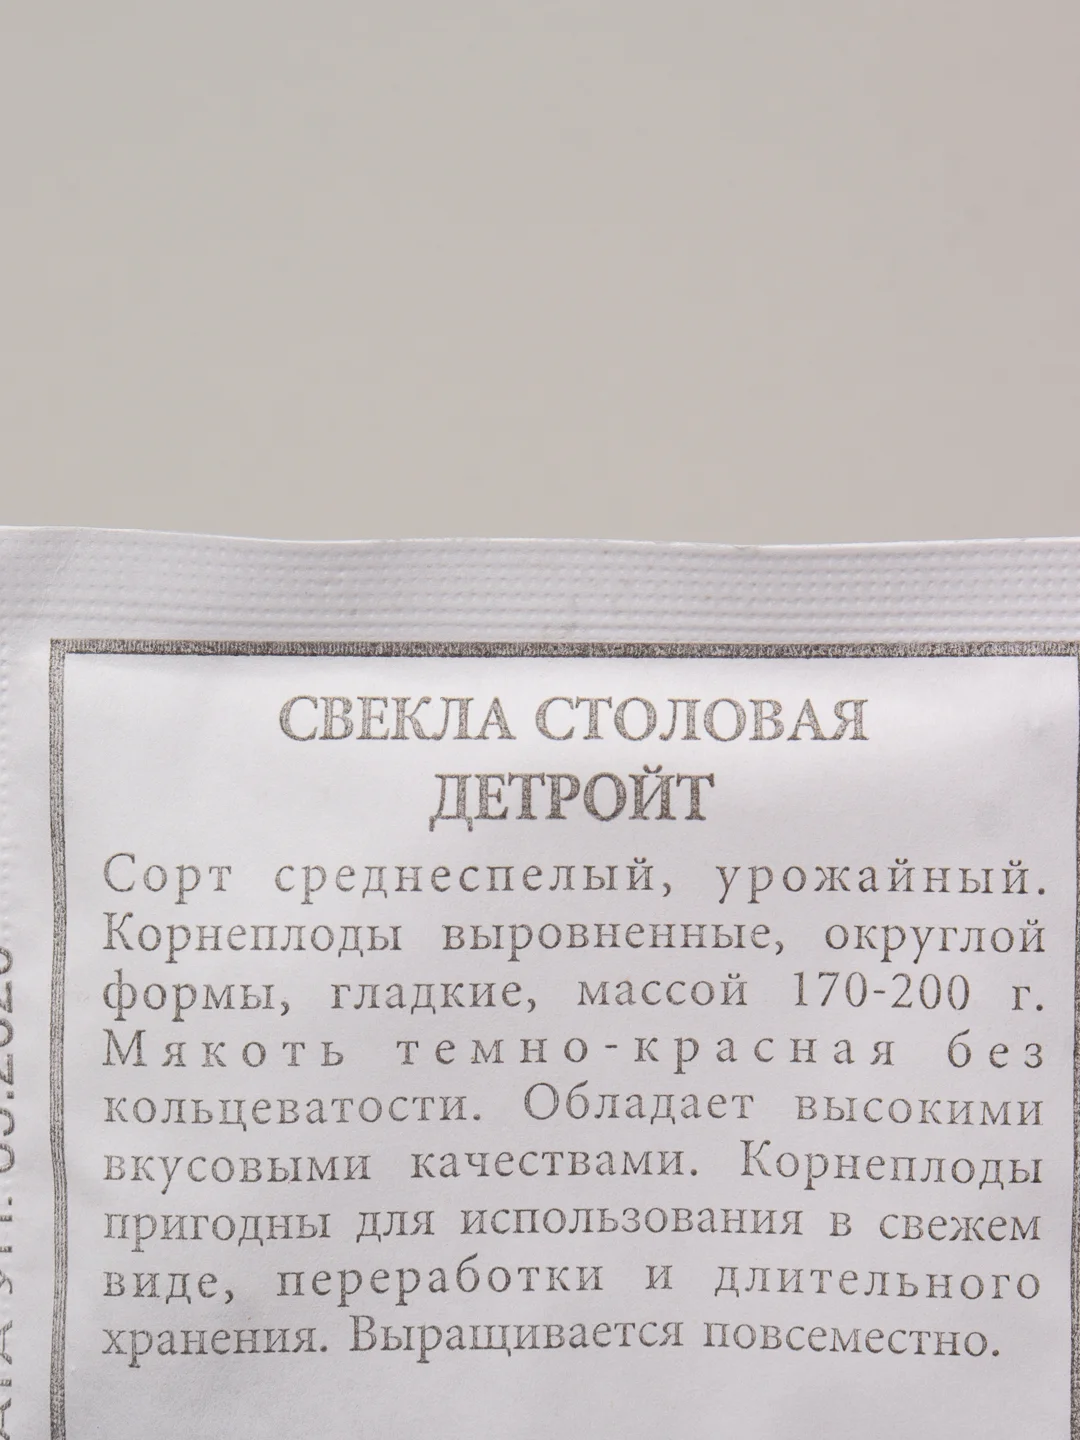 СВЕКЛА СТОЛОВАЯ
ДЕТРОЙТ
Сорт среднеспелый, урожайный.
Корнеплоды выровненные, округлой
формы, гладкие, массой 170-200 г.
Мякоть темно-красная без
кольцеватости. Обладает высокими
вкусовыми качествами. Корнеплоды
пригодны для использования в свежем
виде, переработки и длительного
хранения. Выращивается повсеместно.